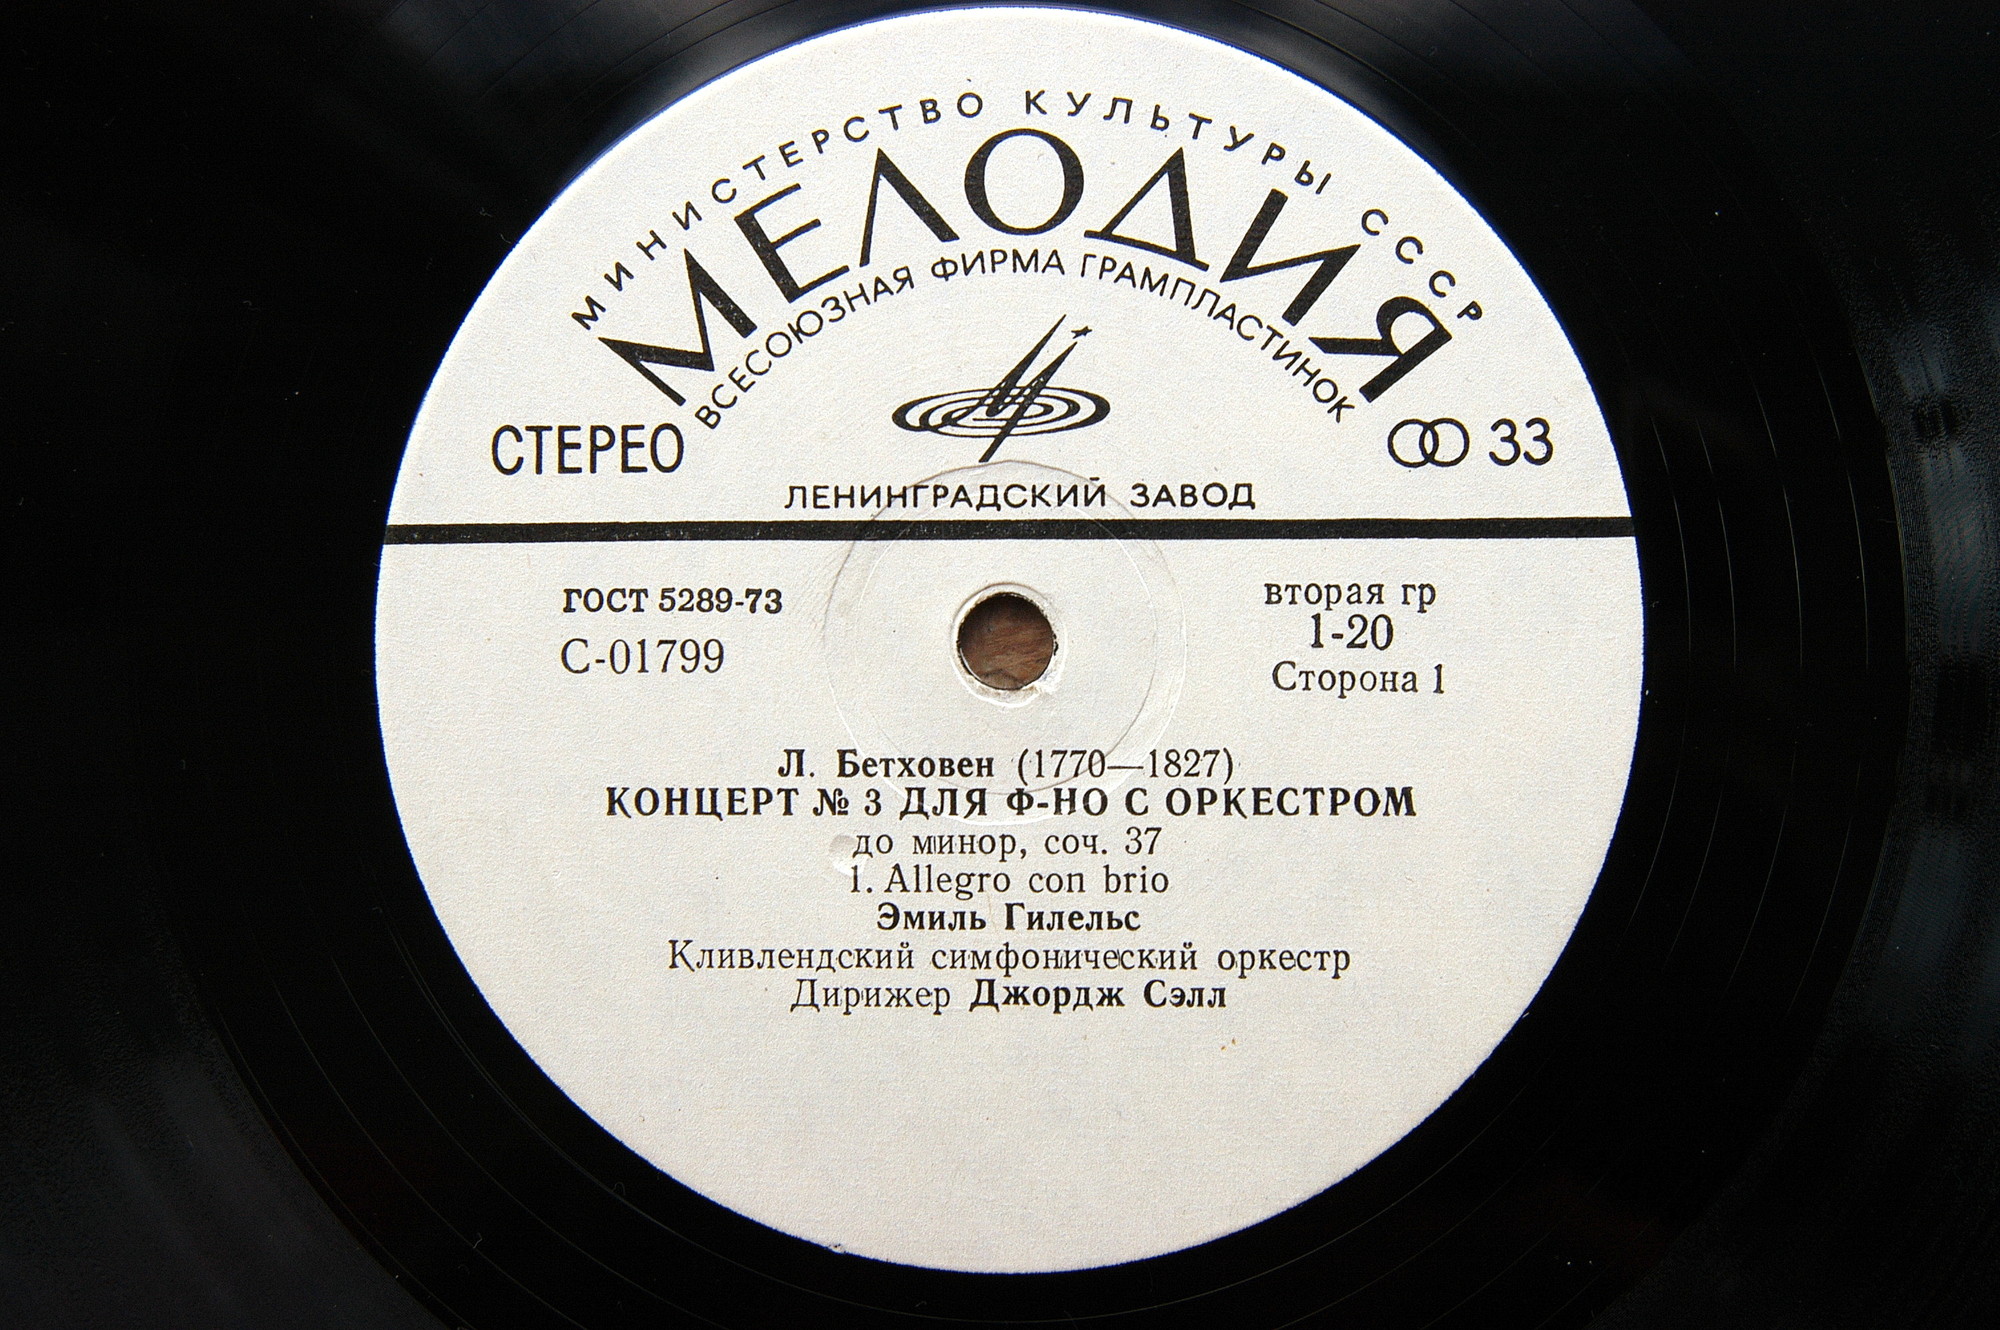 МИНИСТЕРСТВО КУЛЬТУРЫ СССР
МЕЛОДИЯ
ВСЕСОЮЗНАЯ ФИРМА ГРАМПЛАСТИНОК
СТЕРЕО
33
ЛЕНИНГРАДСКИЙ ЗАВОД
ГОСТ 5289-73
С-01799
вторая гр
1-20
Сторона 1
Л. Бетховен (1770—1827)
КОНЦЕРТ № 3 ДЛЯ Ф-НО С ОРКЕСТРОМ
до минор, соч. 37
1. Allegro con brio
Эмиль Гилельс
Кливлендский симфонический оркестр
Дирижер Джордж Сэлл